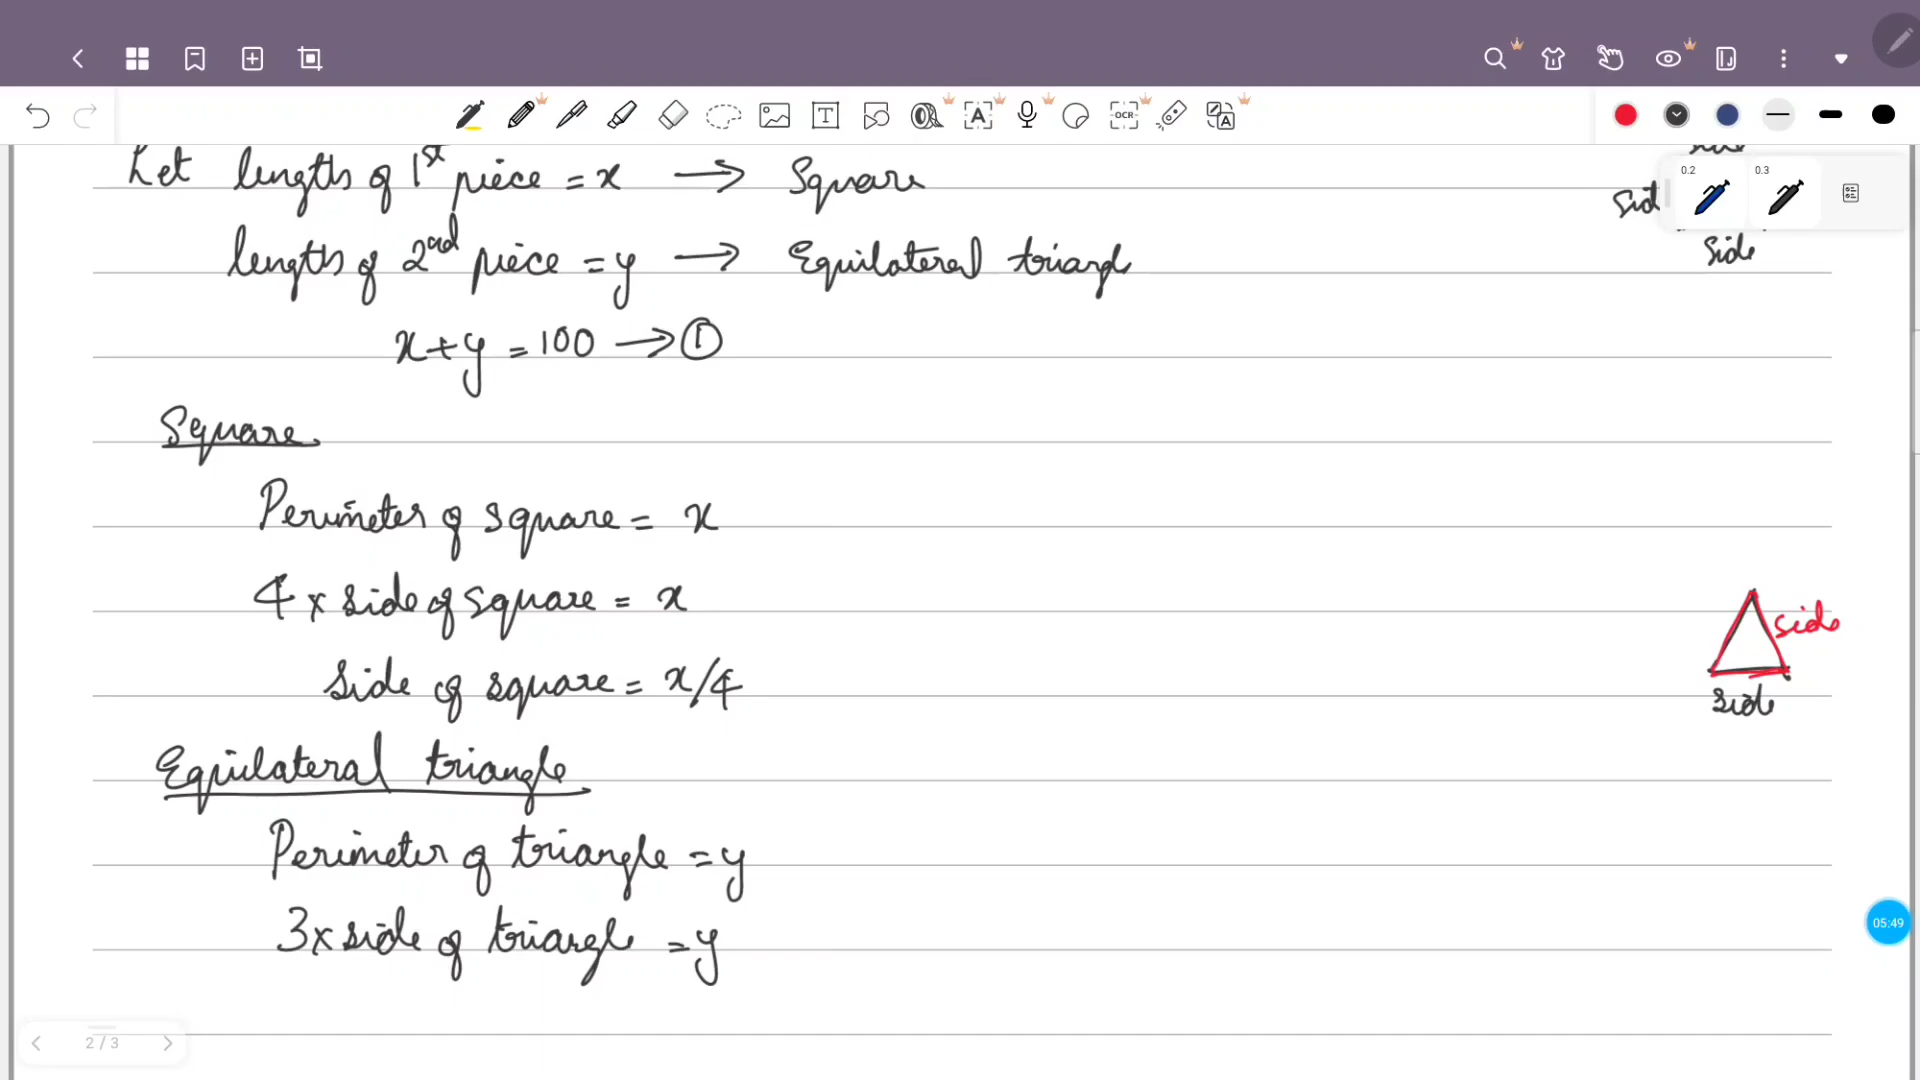 OCR
0.2
0.3
Let lengths of 1st piece = x → Square
side
lengths of 2nd piece = y → Equilateral triangl
x+y = 100 → ①
Square
Perimeter of square = x
4 x side of square = x
side
side of square = x/4
side
Equilateral triangle
Perimeter of triangle = y
3x side of triangle = y
05:49
2 / 3